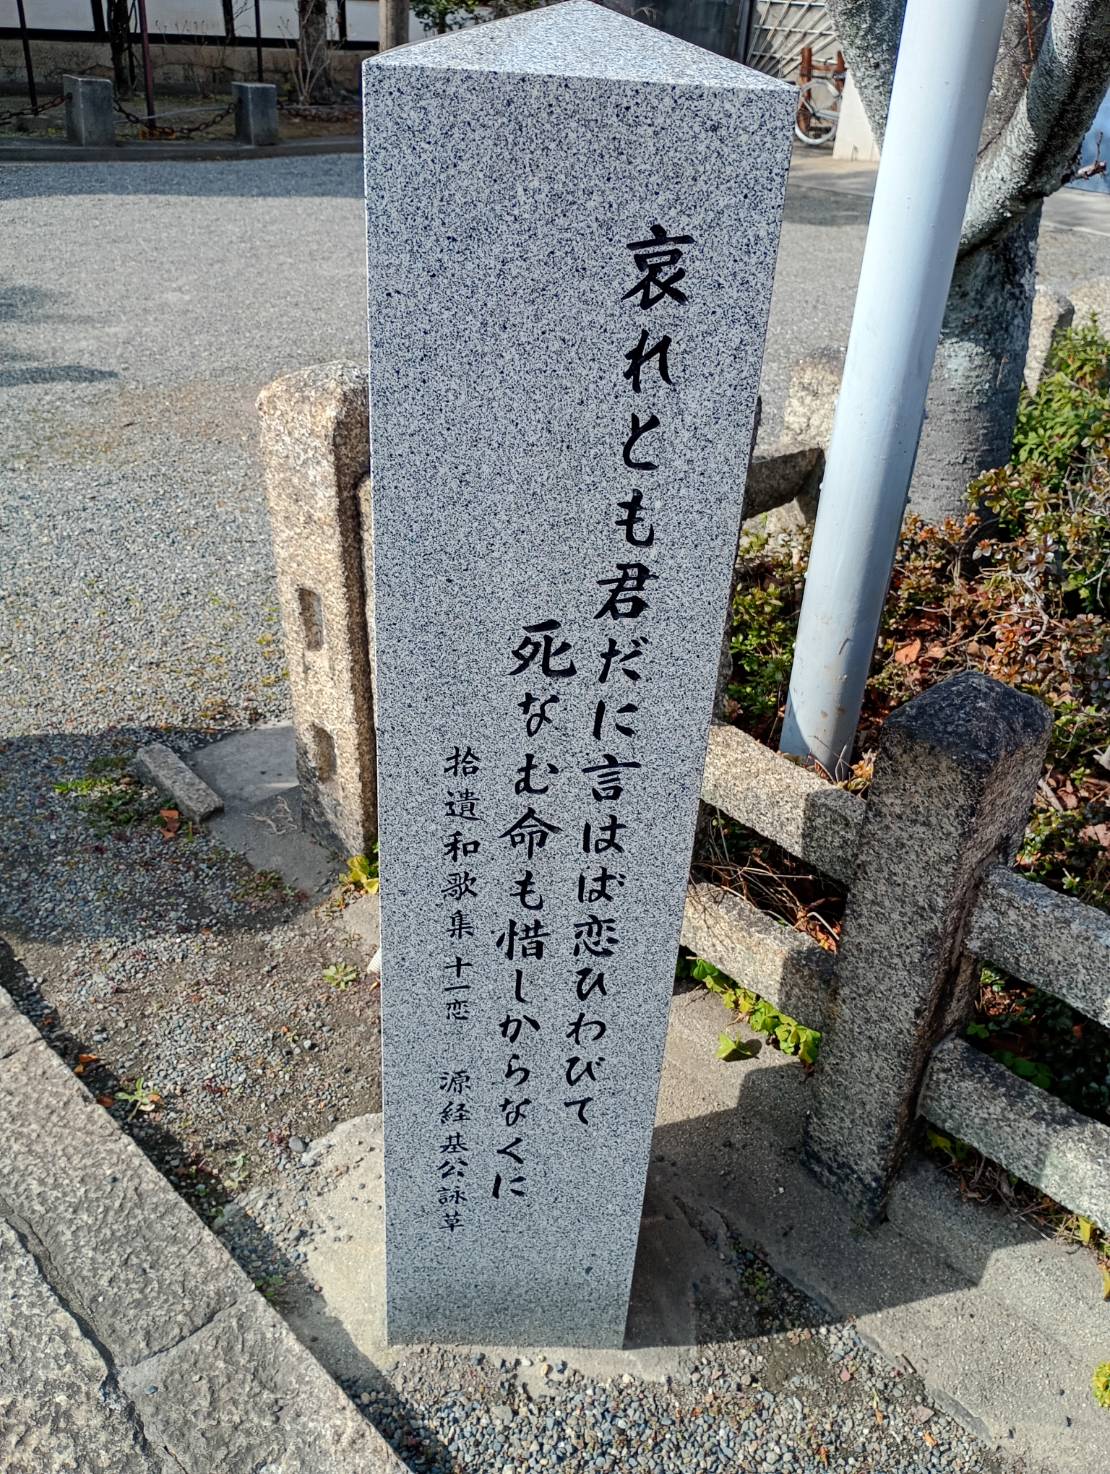 哀れとも君だに言はば恋ひわびて
死なむ命も惜しからなくに
拾遺和歌集 十一恋 源経基公詠草